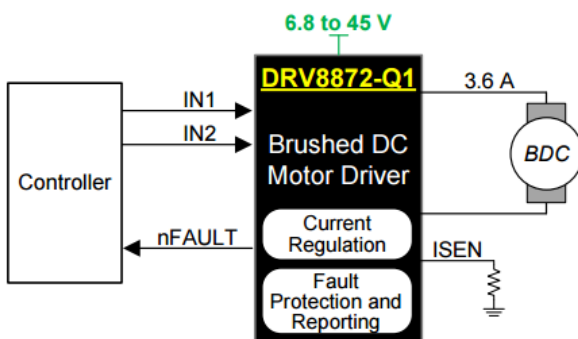 6.8 to 45 V
DRV8872-Q1
3.6 A
IN1
IN2
Brushed DC
Motor Driver
BDC
Controller
Current
Regulation
nFAULT
ISEN
Fault
Protection and
Reporting